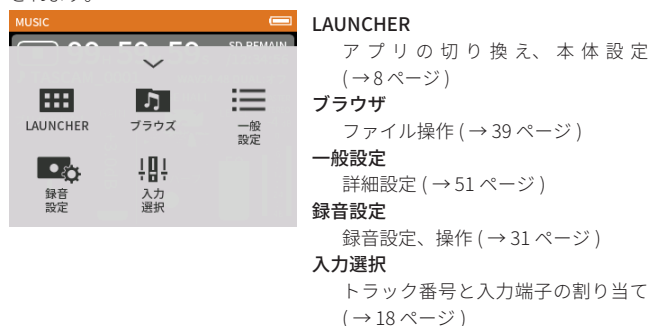 MUSIC
SD REMAIN
LAUNCHER
ブラウズ
一般
設定
録音
設定
入力
選択
LAUNCHER
アプリの切り換え、本体設定
(→8 ページ)
ブラウザ
ファイル操作 ( → 39 ページ )
一般設定
詳細設定 ( → 51 ページ )
録音設定
録音設定、操作 ( → 31 ページ )
入力選択
トラック番号と入力端子の割り当て
( → 18 ページ )